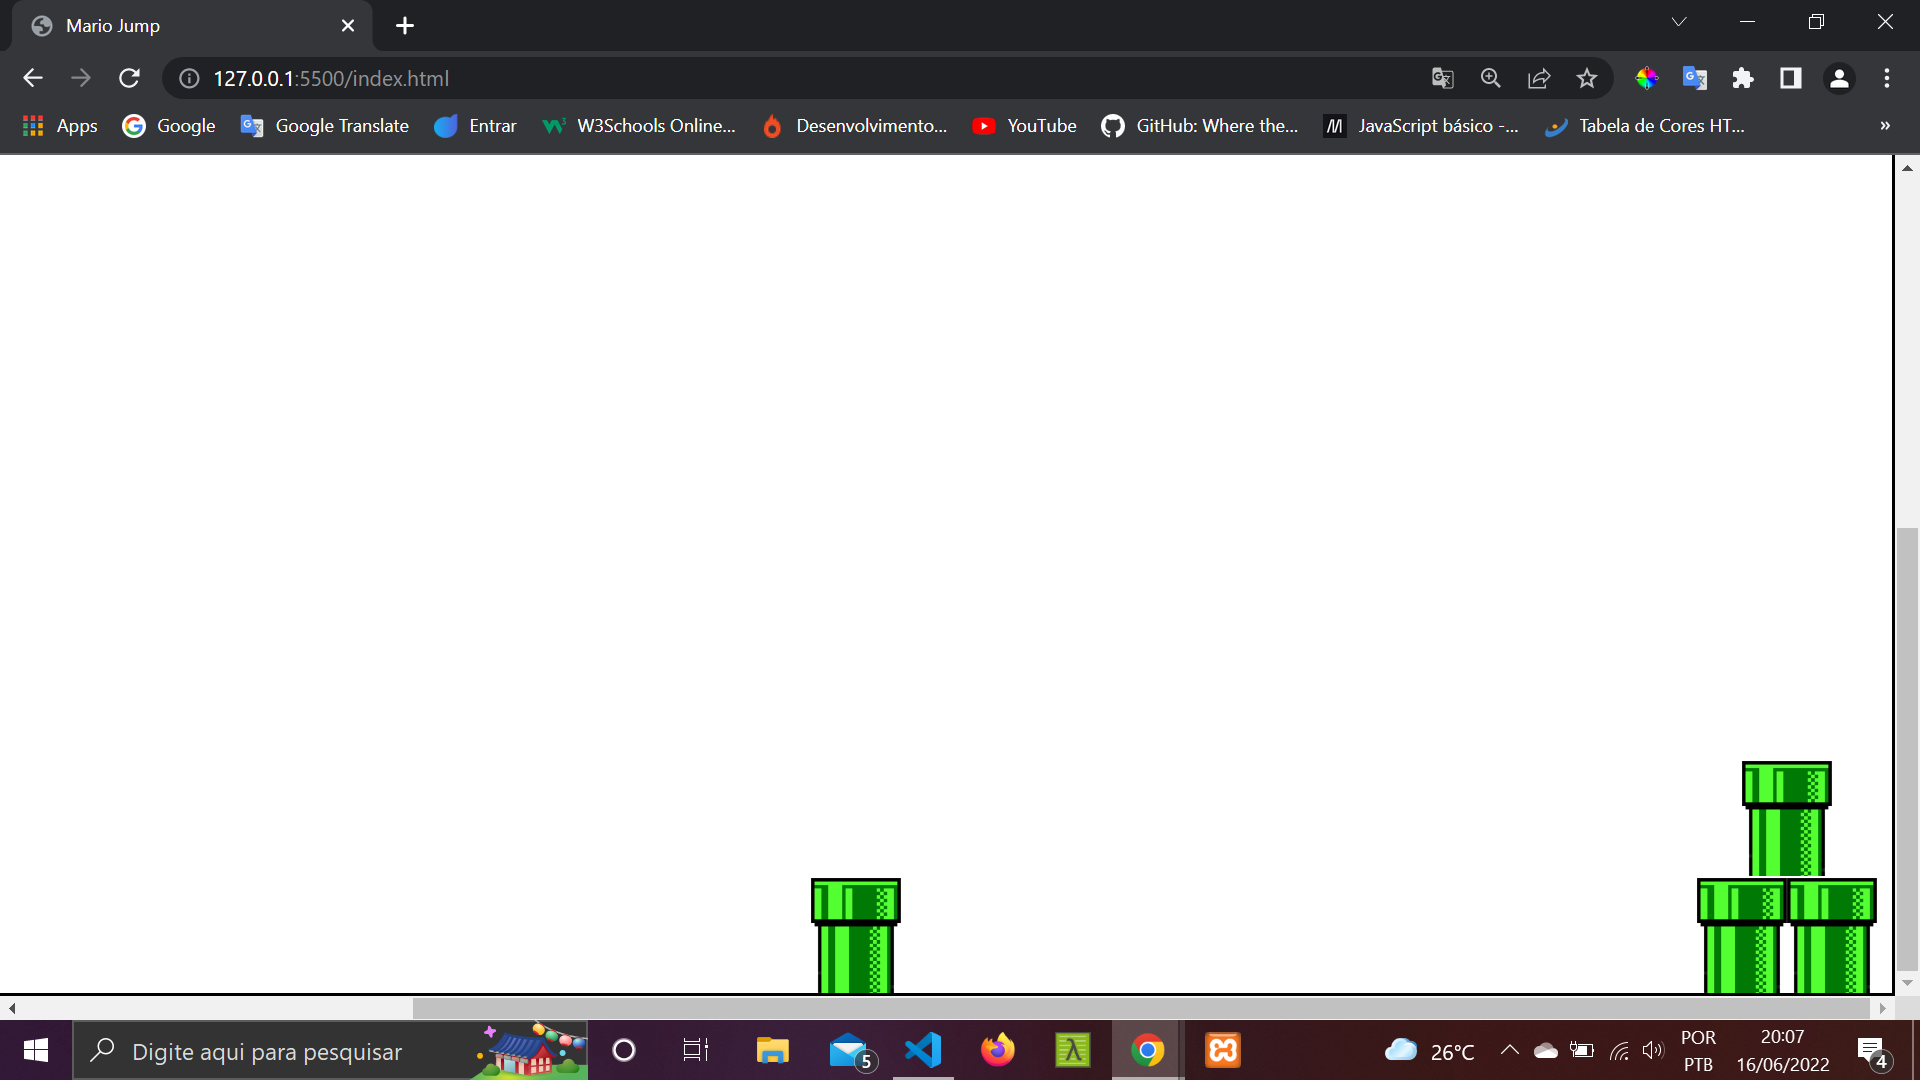 Mario Jump
127.0.0.1:5500/index.html
Apps Google Google Translate Entrar W3Schools Online... Desenvolvimento... YouTube GitHub: Where the... JavaScript básico -... Tabela de Cores HT... »
Digite aqui para pesquisar
5
26°C
POR
PTB
20:07
16/06/2022
4